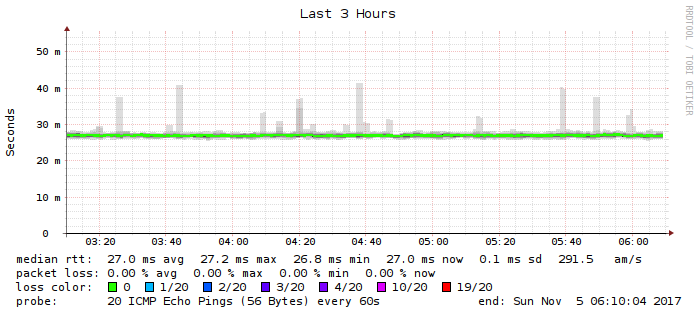 Last 3 Hours
RRDTOOL / TOBI OETIKER
Seconds
50 m
40 m
30 m
20 m
10 m
0
03:20 03:40 04:00 04:20 04:40 05:00 05:20 05:40 06:00
median rtt: 27.0 ms avg 27.2 ms max 26.8 ms min 27.0 ms now 0.1 ms sd 291.5 am/s
packet loss: 0.00 % avg 0.00 % max 0.00 % min 0.00 % now
loss color: 0 1/20 2/20 3/20 4/20 10/20 19/20
probe: 20 ICMP Echo Pings (56 Bytes) every 60s end: Sun Nov 5 06:10:04 2017